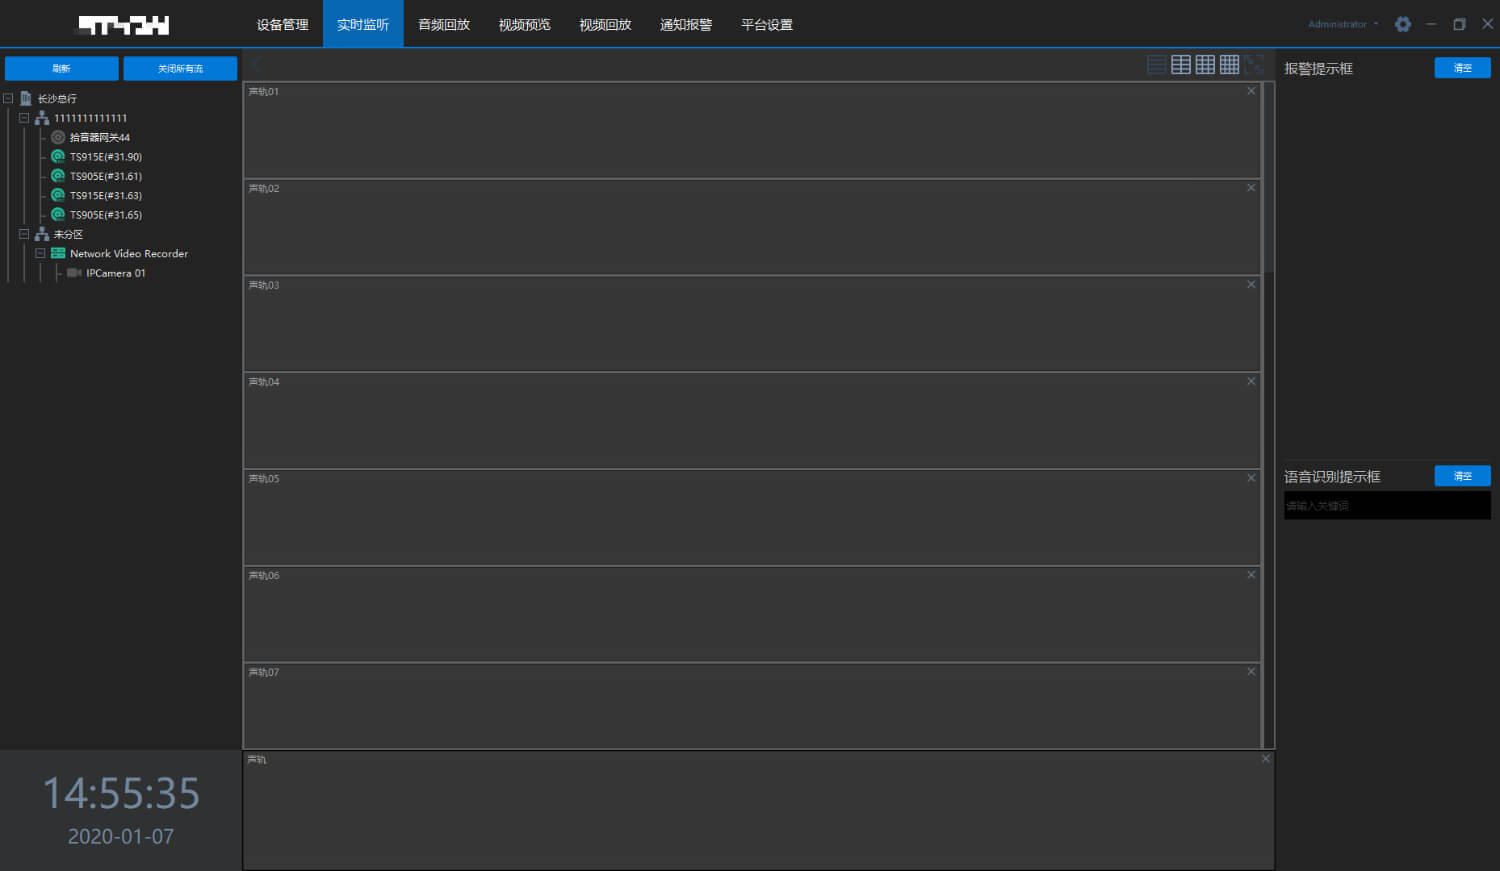 设备管理 实时监听 音频回放 视频预览 视频回放 通知报警 平台设置 Administrator
刷新 关闭所有流
长沙总行
1111111111111
拾音器网关44
TS915E(#31.90)
TS905E(#31.61)
TS915E(#31.63)
TS905E(#31.65)
未分区
Network Video Recorder
IPCamera 01
14:55:35
2020-01-07
声轨01
声轨02
声轨03
声轨04
声轨05
声轨06
声轨07
声轨
报警提示框 清空
语音识别提示框 清空
请输入关键词